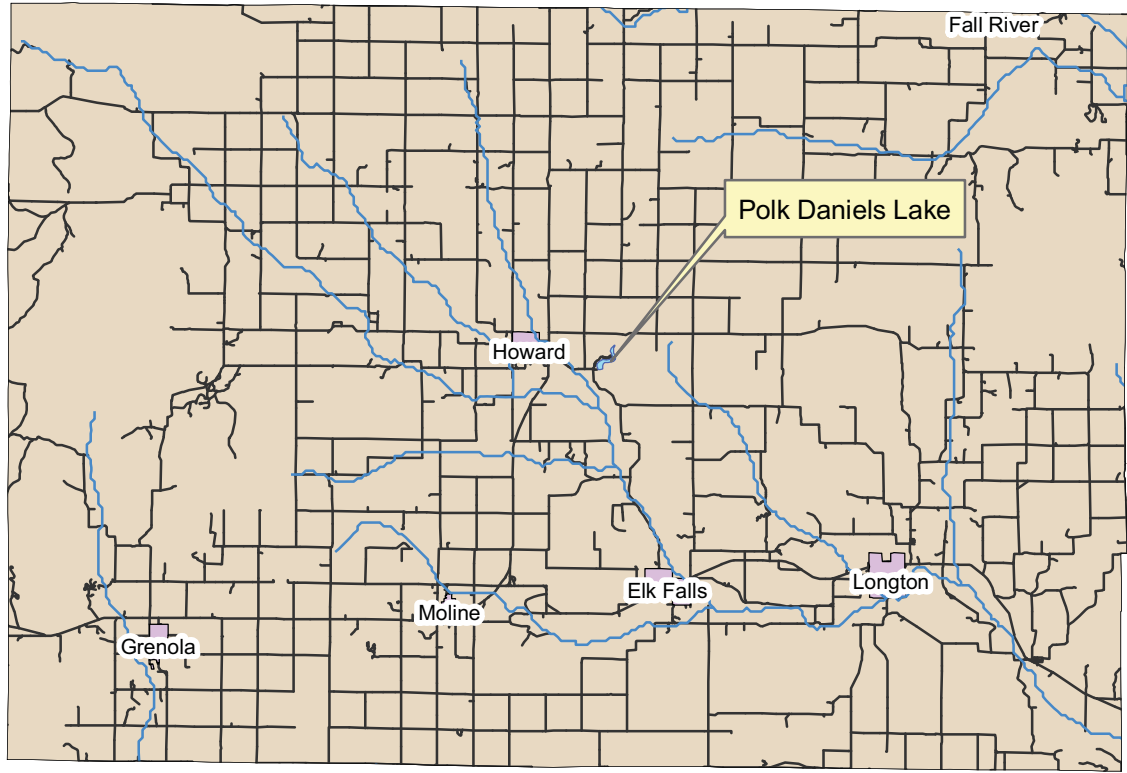 Fall River
Polk Daniels Lake
Howard
Elk Falls
Longton
Moline
Grenola